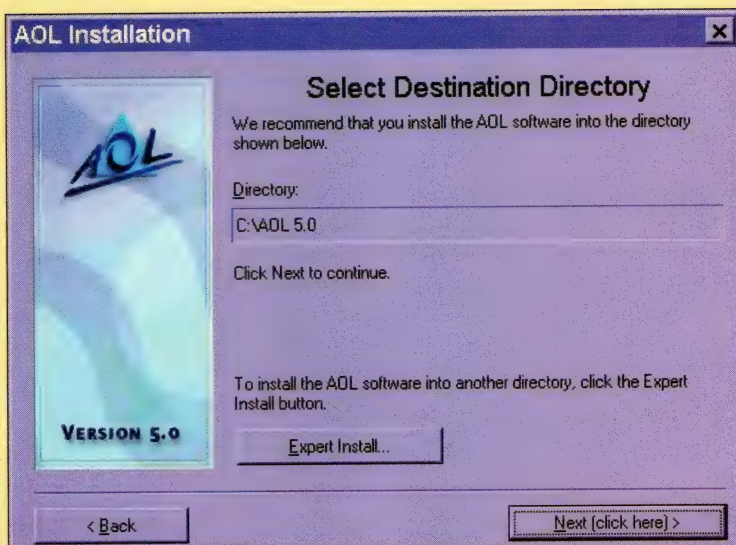 AOL Installation
Select Destination Directory
We recommend that you install the AOL software into the directory
shown below.
Directory:
C:\AOL 5.0
Click Next to continue.
To install the AOL software into another directory, click the Expert
Install button.
Expert Install...
AOL
VERSION 5.0
< Back
Next (click here) >